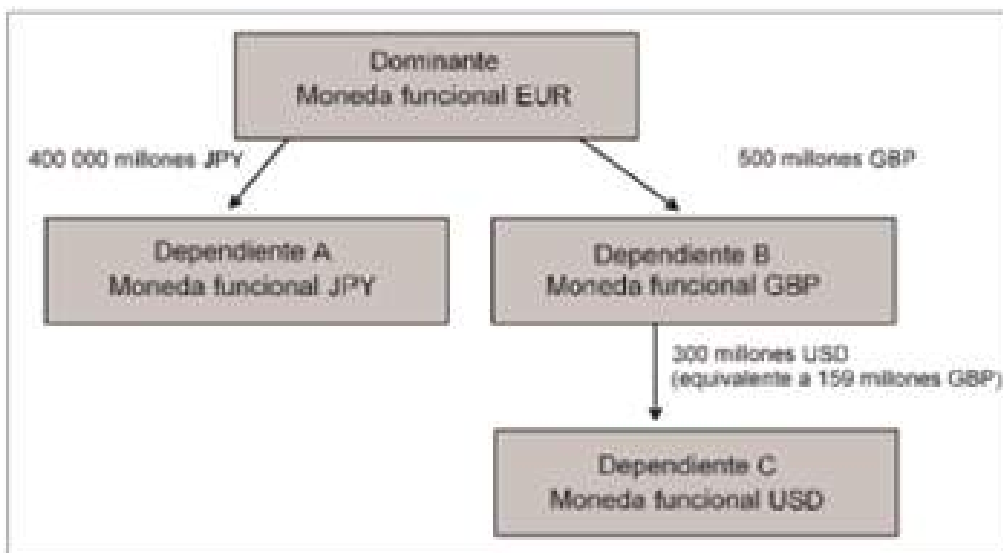 Dominante
Moneda funcional EUR
400 000 millones JPY
500 millones GBP
Dependiente A
Moneda funcional JPY
Dependiente B
Moneda funcional GBP
300 millones USD
(equivalente a 159 millones GBP)
Dependiente C
Moneda funcional USD